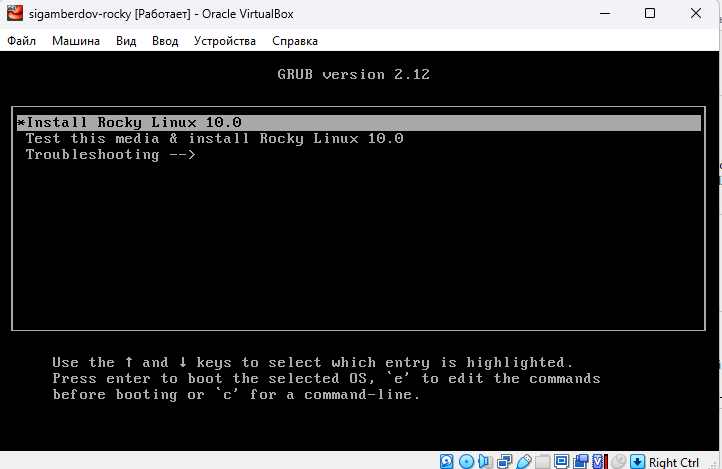 sigamberdov-rocky [Работает] - Oracle VirtualBox
Файл Машина Вид Ввод Устройства Справка
GRUB version 2.12
*Install Rocky Linux 10.0
Test this media & install Rocky Linux 10.0
Troubleshooting -->
Use the ↑ and ↓ keys to select which entry is highlighted.
Press enter to boot the selected OS, `e' to edit the commands
before booting or `c' for a command-line.
Right Ctrl